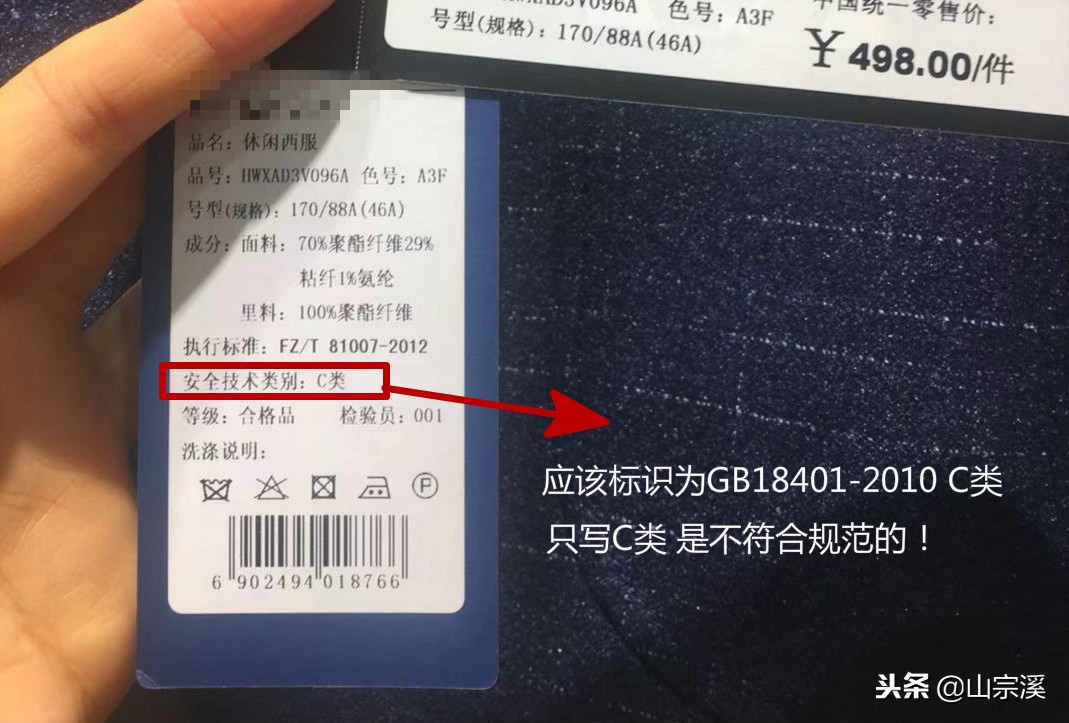 HWXAD3V096A 色号：A3F
号型(规格)：170/88A(46A)
中国统一零售价：
￥498.00/件
品名：休闲西服
品号：HWXAD3V096A 色号：A3F
号型(规格)：170/88A(46A)
成分：面料：70%聚酯纤维29%
粘纤1%氨纶
里料：100%聚酯纤维
执行标准：FZ/T 81007-2012
安全技术类别：C类
等级：合格品 检验员：001
洗涤说明：
P
6 902494 018766
应该标识为GB18401-2010 C类
只写C类 是不符合规范的！
头条 @山宗溪